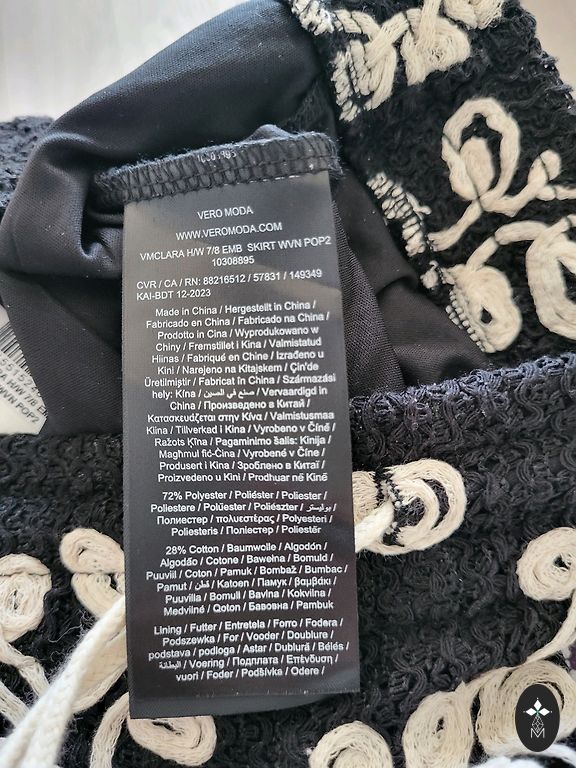 VERO MODA
WWW.VEROMODA.COM
VMCLARA H/W 7/8 EMB SKIRT WVN POP2
10308895
CVR / CA / RN: 88216512 / 57831 / 149349
KAI-BDT 12-2023
Made in China / Hergestellt in China /
Fabricado en China / Fabricado na China /
Prodotto in Cina / Wyprodukowano w
Chiny / Fremstillet i Kina / Valmistatud
Hiinas / Fabriqué en Chine / Izrađeno u
Kini / Narejeno na Kitajskem / Çin'de
Üretilmiştir / Fabricat în China / Származási
hely: Kína / صنع في الصين / Vervaardigd in
China / Произведено в Китай /
Κατασκευάζεται στην Κίνα / Valmistusmaa
Kiina / Tillverkad i Kina / Vyrobeno v Číně /
Ražots Ķīna / Pagaminimo šalis: Kinija /
Maghmul fiċ-Ċina / Vyrobené v Číne /
Produsert i Kina / Зроблено в Китаї /
Proizvedeno u Kini / Prodhuar në Kinë
72% Polyester / Poliéster / Poliester /
Poliestere / Polüester / Poliészter / بوليستر /
Полиестер / πολυεστέρας / Polyesteri /
Poliesteris / Поліестер / Poliestër
28% Cotton / Baumwolle / Algodón /
Algodão / Cotone / Bawełna / Bomuld /
Puuvill / Coton / Pamuk / Bombaž / Bumbac /
Pamut / قطن / Katoen / Памук / βαμβάκι /
Puuvilla / Bomull / Bavlna / Kokvilna /
Medvilnė / Qoton / Бавовна / Pambuk
Lining / Futter / Entretela / Forro / Fodera /
Podszewka / For / Vooder / Doublure /
podstava / podloga / Astar / Dublură / Bélés /
البطانة / Voering / Подплата / Επένδυση /
vuori / Foder / Podšívka / Odere /
M